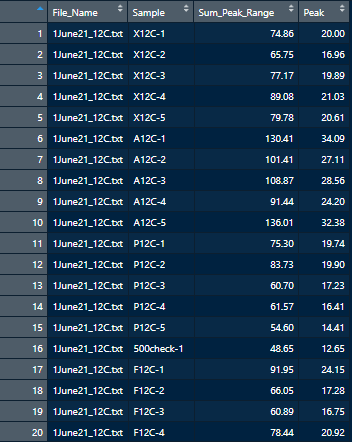 File_Name Sample Sum_Peak_Range Peak
1 1June21_12C.txt X12C-1 74.86 20.00
2 1June21_12C.txt X12C-2 65.75 16.96
3 1June21_12C.txt X12C-3 77.17 19.89
4 1June21_12C.txt X12C-4 89.08 21.03
5 1June21_12C.txt X12C-5 79.78 20.61
6 1June21_12C.txt A12C-1 130.41 34.09
7 1June21_12C.txt A12C-2 101.41 27.11
8 1June21_12C.txt A12C-3 108.87 28.56
9 1June21_12C.txt A12C-4 91.44 24.20
10 1June21_12C.txt A12C-5 136.01 32.38
11 1June21_12C.txt P12C-1 75.30 19.74
12 1June21_12C.txt P12C-2 83.73 19.90
13 1June21_12C.txt P12C-3 60.70 17.23
14 1June21_12C.txt P12C-4 61.57 16.41
15 1June21_12C.txt P12C-5 54.60 14.41
16 1June21_12C.txt 500check-1 48.65 12.65
17 1June21_12C.txt F12C-1 91.95 24.15
18 1June21_12C.txt F12C-2 66.05 17.28
19 1June21_12C.txt F12C-3 60.89 16.75
20 1June21_12C.txt F12C-4 78.44 20.92